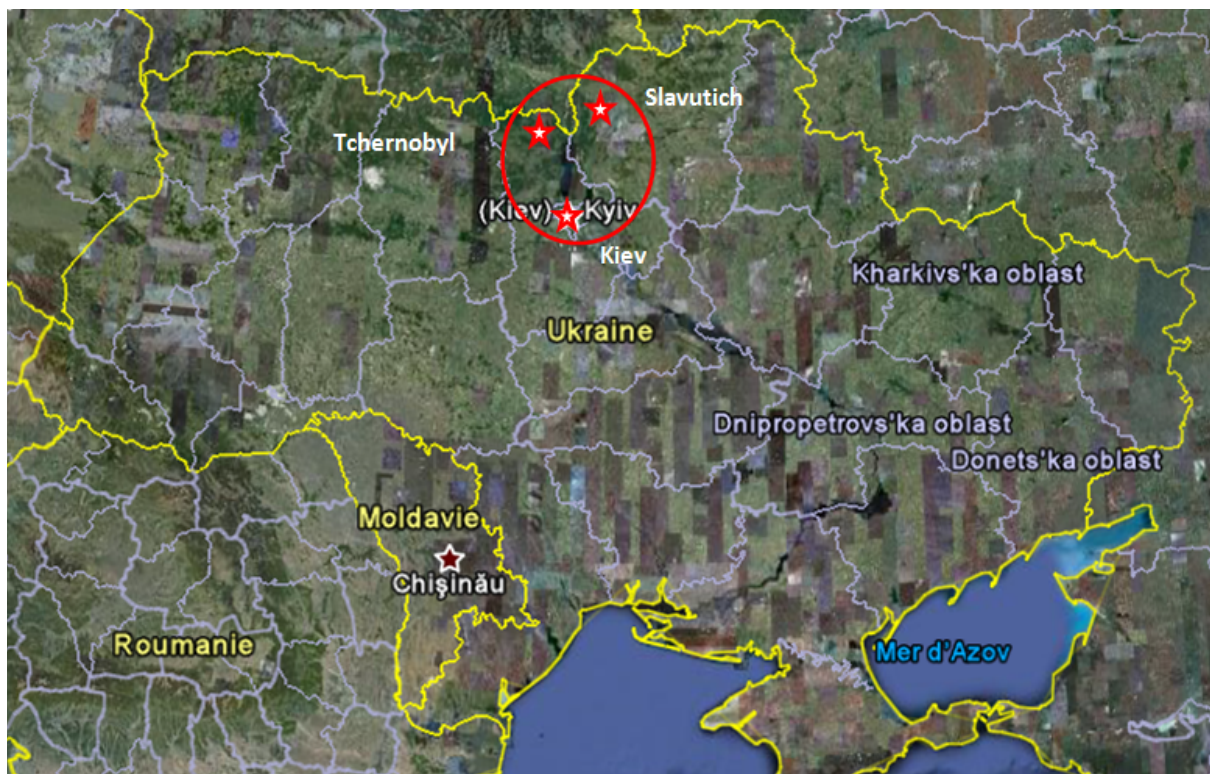 Slavutich
Tchernobyl
(Kiev) Kyiv
Kiev
Kharkivs'ka oblast
Ukraine
Dnipropetrovs'ka oblast
Donets'ka oblast
Moldavie
Chişinău
Roumanie
Mer d'Azov